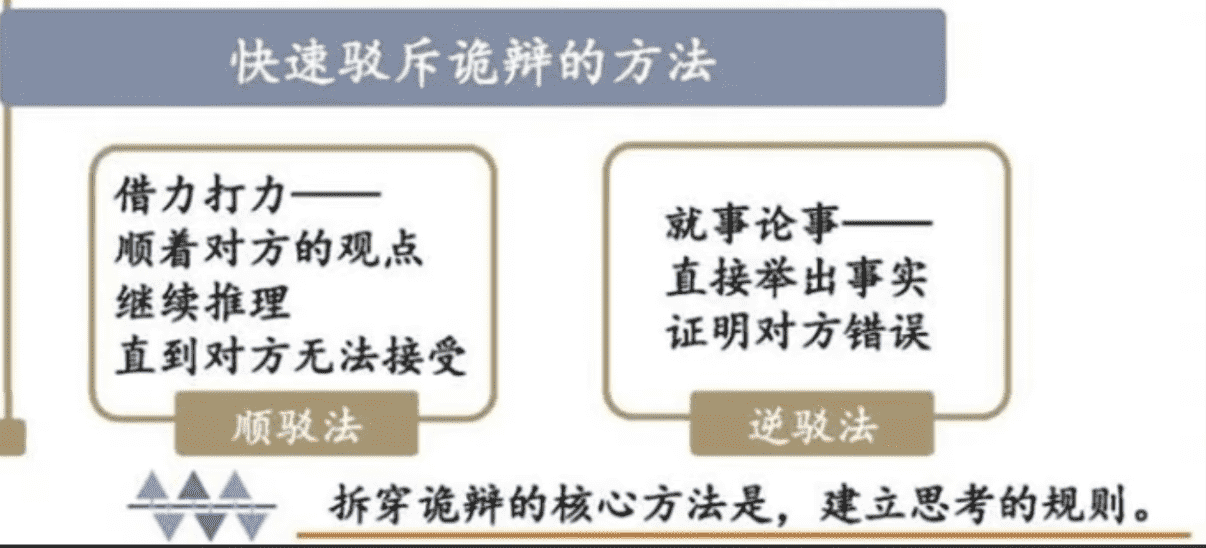 快速驳斥诡辩的方法
借力打力——
顺着对方的观点
继续推理
直到对方无法接受
顺驳法
就事论事——
直接举出事实
证明对方错误
逆驳法
拆穿诡辩的核心方法是，建立思考的规则。